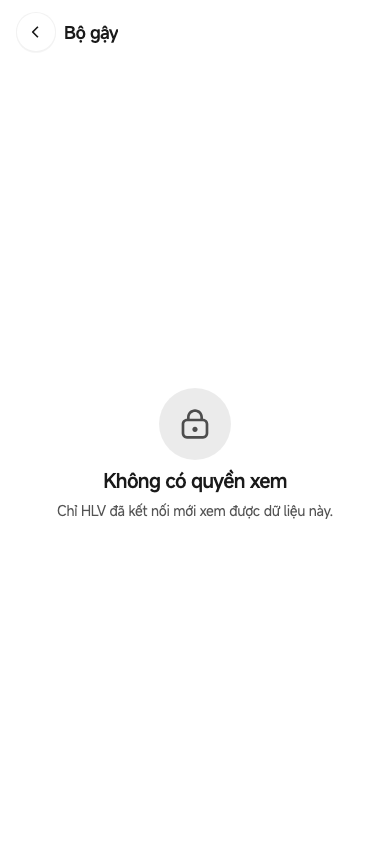 Bộ gậy
Không có quyền xem
Chỉ HLV đã kết nối mới xem được dữ liệu này.